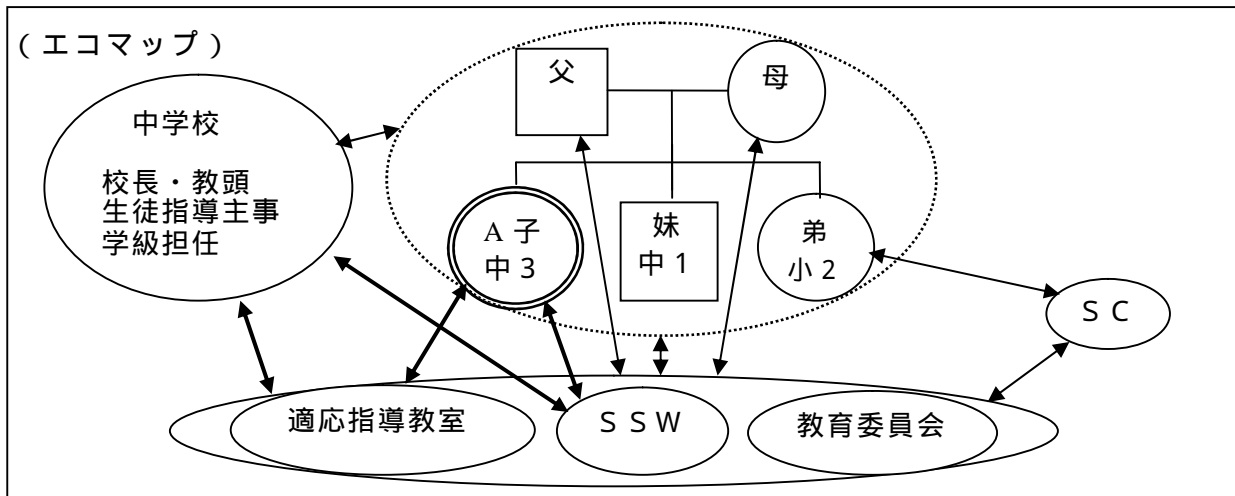 (エコマップ)
父
母
中学校
校長・教頭
生徒指導主事
学級担任
A子
中3
妹
中1
弟
小2
SC
適応指導教室
SSW
教育委員会